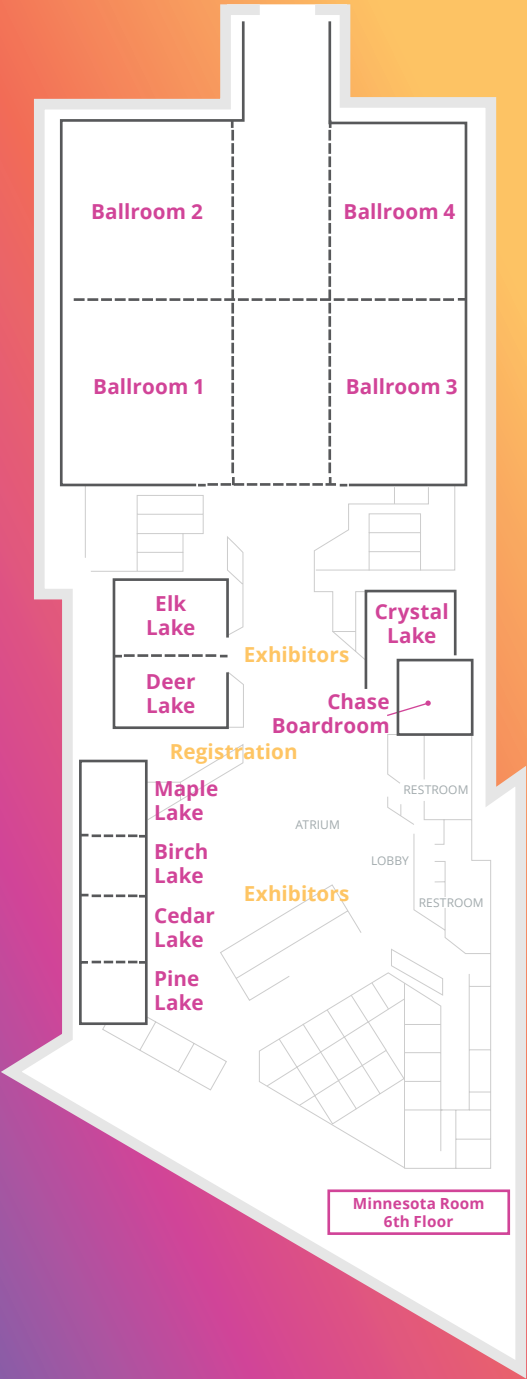 Ballroom 2
Ballroom 4
Ballroom 1
Ballroom 3
Elk
Lake
Crystal
Lake
Exhibitors
Deer
Lake
Chase
Boardroom
Registration
Maple
Lake
RESTROOM
ATRIUM
Birch
Lake
LOBBY
Exhibitors
RESTROOM
Cedar
Lake
Pine
Lake
Minnesota Room
6th Floor